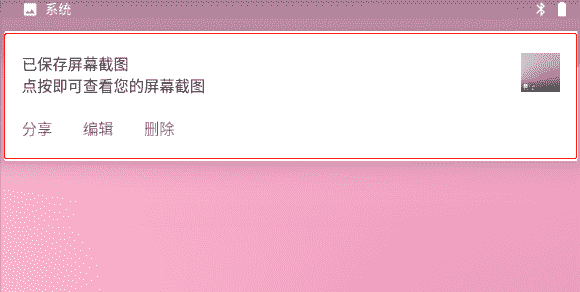 系统
已保存屏幕截图
点按即可查看您的屏幕截图
分享 编辑 删除